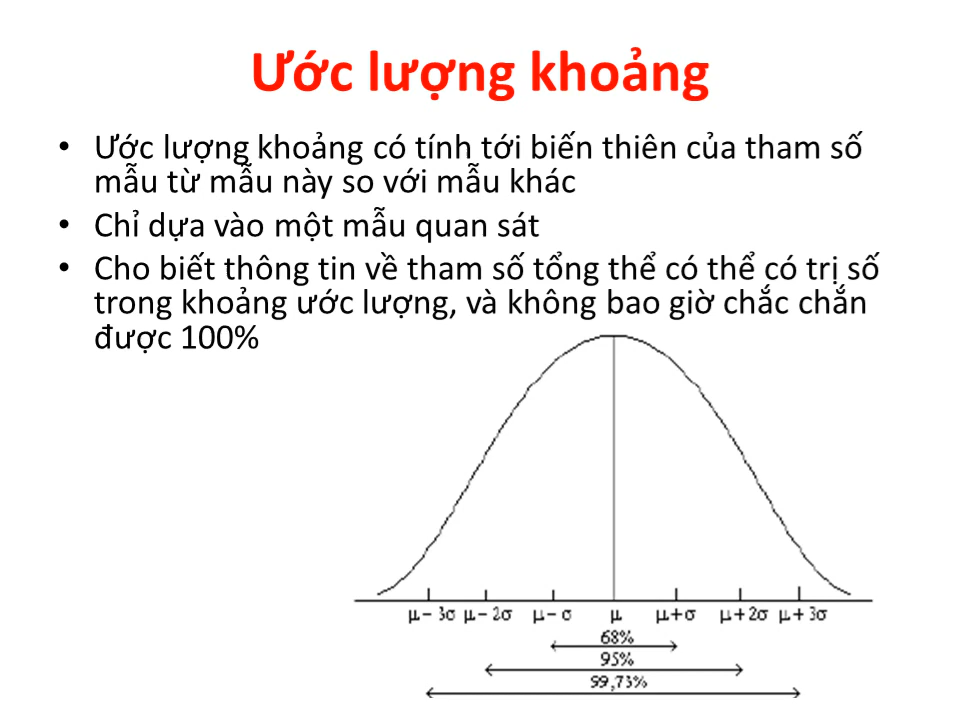 Ước lượng khoảng
• Ước lượng khoảng có tính tới biến thiên của tham số
mẫu từ mẫu này so với mẫu khác
• Chỉ dựa vào một mẫu quan sát
• Cho biết thông tin về tham số tổng thể có thể có trị số
trong khoảng ước lượng, và không bao giờ chắc chắn
được 100%
μ− 3σ μ− 2σ μ− σ μ μ+σ μ+2σ μ+3σ
68%
95%
99,73%